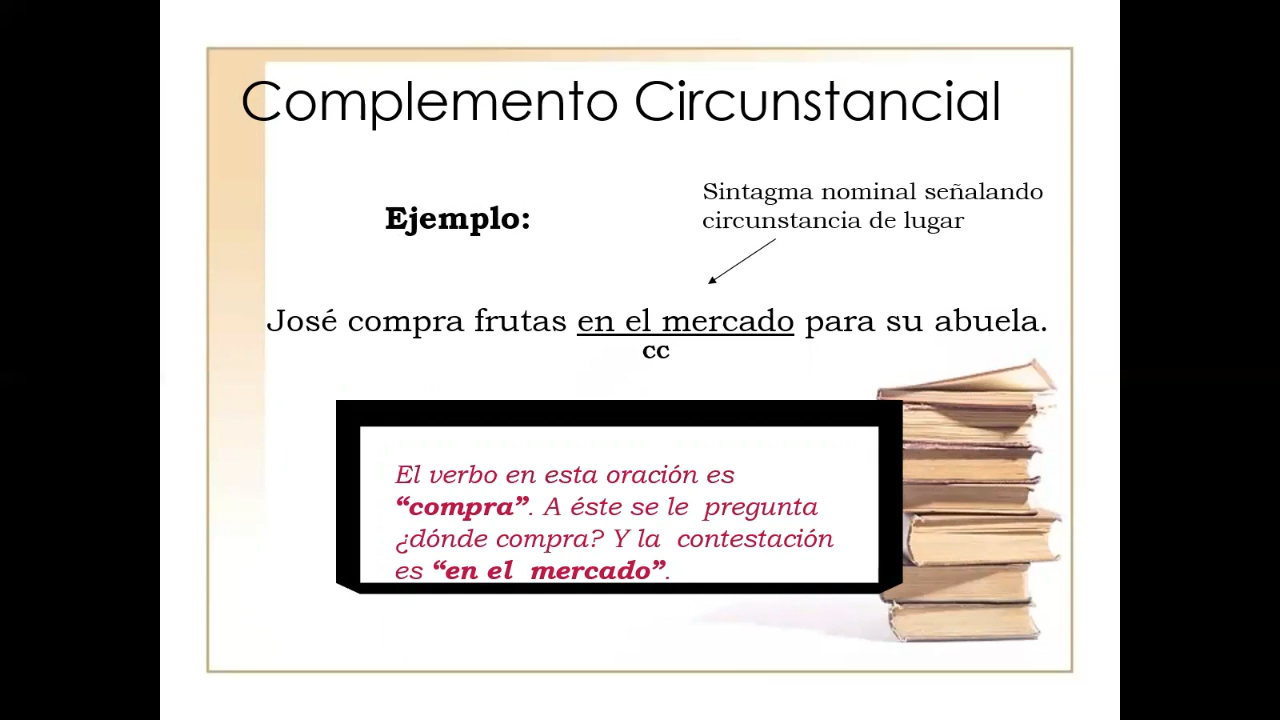 Complemento Circunstancial
Sintagma nominal señalando
circunstancia de lugar
Ejemplo:
José compra frutas en el mercado para su abuela.
cc
El verbo en esta oración es
“compra”. A éste se le pregunta
¿dónde compra? Y la contestación
es “en el mercado”.